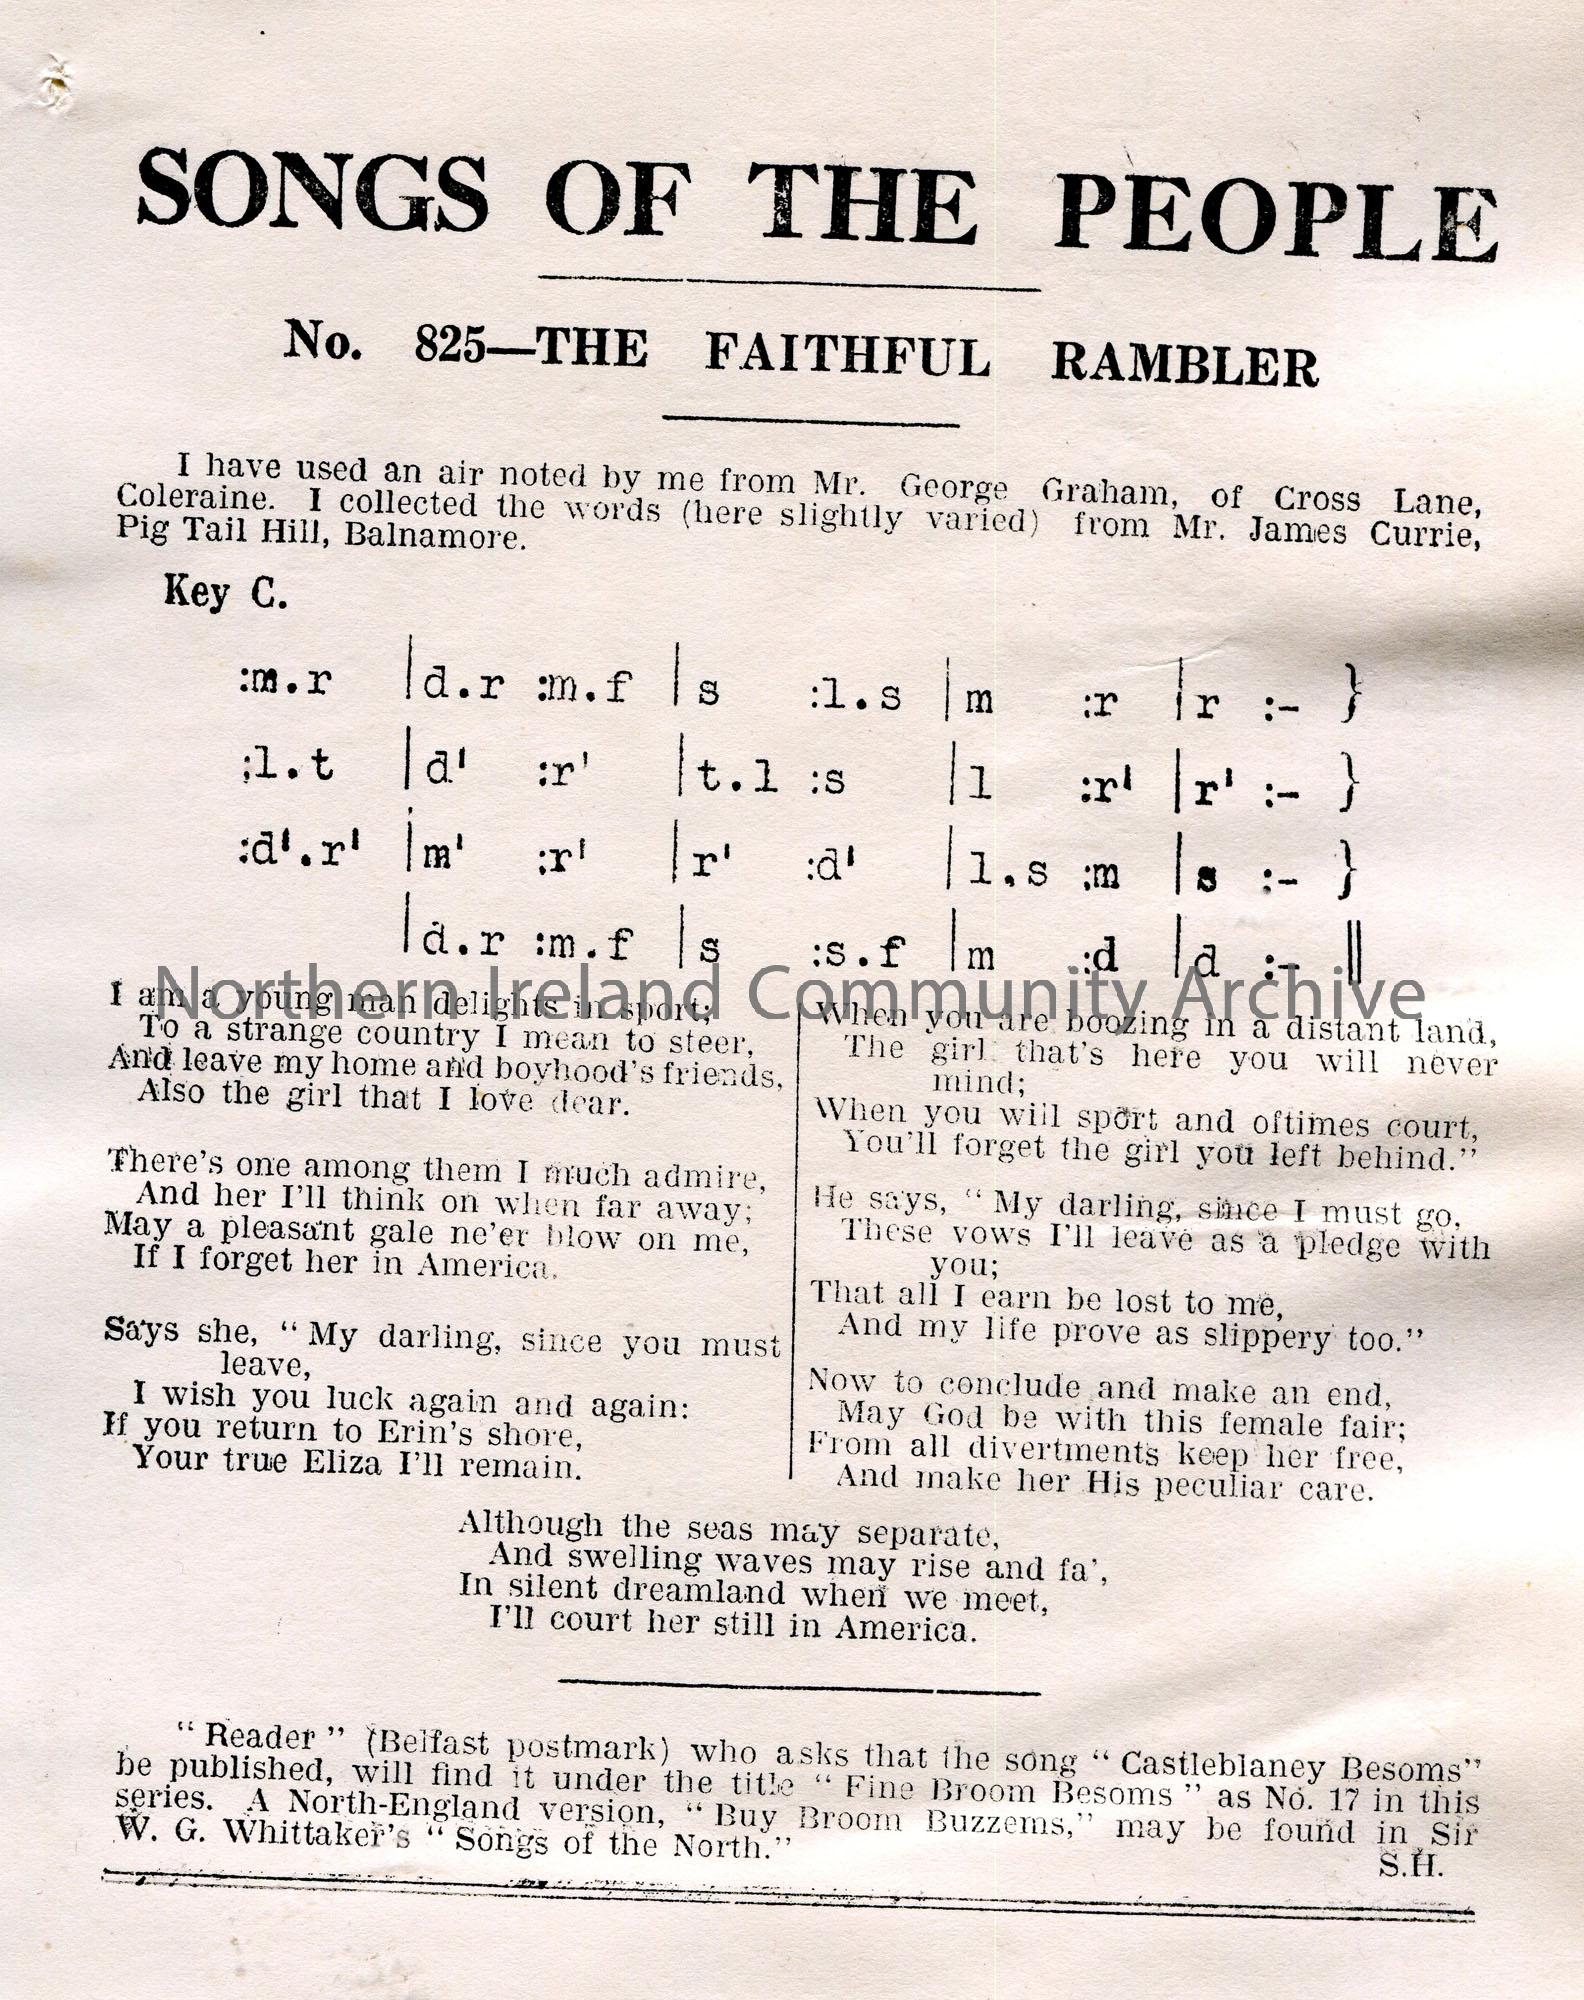 SONGS OF THE PEOPLE
No. 825—THE FAITHFUL RAMBLER
I have used an air noted by me from Mr. George Graham, of Cross Lane,
Coleraine. I collected the words (here slightly varied) from Mr. James Currie,
Pig Tail Hill, Balnamore.
Key C.
:m.r |d.r :m.f |s :l.s |m :r |r :- }
:l.t |d' :r' |t.l :s |l :r' |r' :- }
:d'.r' |m' :r' |r' :d' |l.s :m |s :- }
|d.r :m.f |s :s.f |m :d |d :- ||
Northern Ireland Community Archive
I am a young man delights in sport;
To a strange country I mean to steer,
And leave my home and boyhood's friends,
Also the girl that I love dear.
There's one among them I much admire,
And her I'll think on when far away;
May a pleasant gale ne'er blow on me,
If I forget her in America.
Says she, "My darling, since you must
leave,
I wish you luck again and again:
If you return to Erin's shore,
Your true Eliza I'll remain.
When you are boozing in a distant land,
The girl that's here you will never
mind;
When you will sport and oftimes court,
You'll forget the girl you left behind."
He says, "My darling, since I must go,
These vows I'll leave as a pledge with
you;
That all I earn be lost to me,
And my life prove as slippery too."
Now to conclude and make an end,
May God be with this female fair;
From all divertments keep her free,
And make her His peculiar care.
Although the seas may separate,
And swelling waves may rise and fa',
In silent dreamland when we meet,
I'll court her still in America.
"Reader" (Belfast postmark) who asks that the song "Castleblaney Besoms"
be published, will find it under the title "Fine Broom Besoms" as No. 17 in this
series. A North-England version, "Buy Broom Buzzems," may be found in Sir
W. G. Whittaker's "Songs of the North."
S.H.